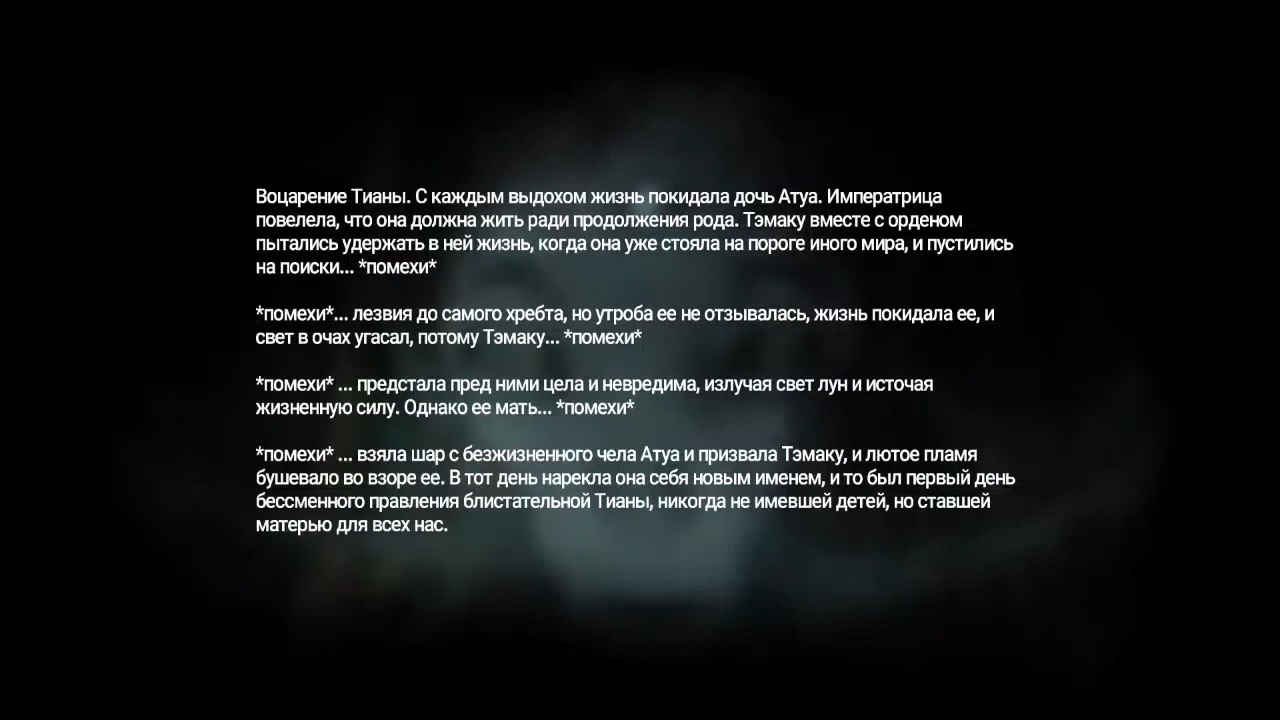 Воцарение Тианы. С каждым выдохом жизнь покидала дочь Атуа. Императрица
повелела, что она должна жить ради продолжения рода. Тэмаку вместе с орденом
пытались удержать в ней жизнь, когда она уже стояла на пороге иного мира, и пустились
на поиски... *помехи*
*помехи*... лезвия до самого хребта, но утроба ее не отзывалась, жизнь покидала ее, и
свет в очах угасал, потому Тэмаку... *помехи*
*помехи* ... предстала пред ними цела и невредима, излучая свет лун и источая
жизненную силу. Однако ее мать... *помехи*
*помехи* ... взяла шар с безжизненного чела Атуа и призвала Тэмаку, и лютое пламя
бушевало во взоре ее. В тот день нарекла она себя новым именем, и то был первый день
бессменного правления блистательной Тианы, никогда не имевшей детей, но ставшей
матерью для всех нас.